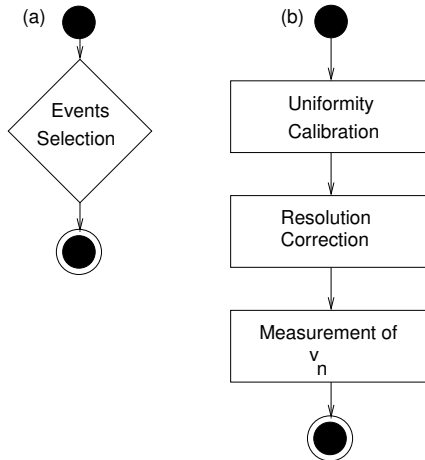 (a)
Events
Selection
(b)
Uniformity
Calibration
Resolution
Correction
Measurement of
v
n